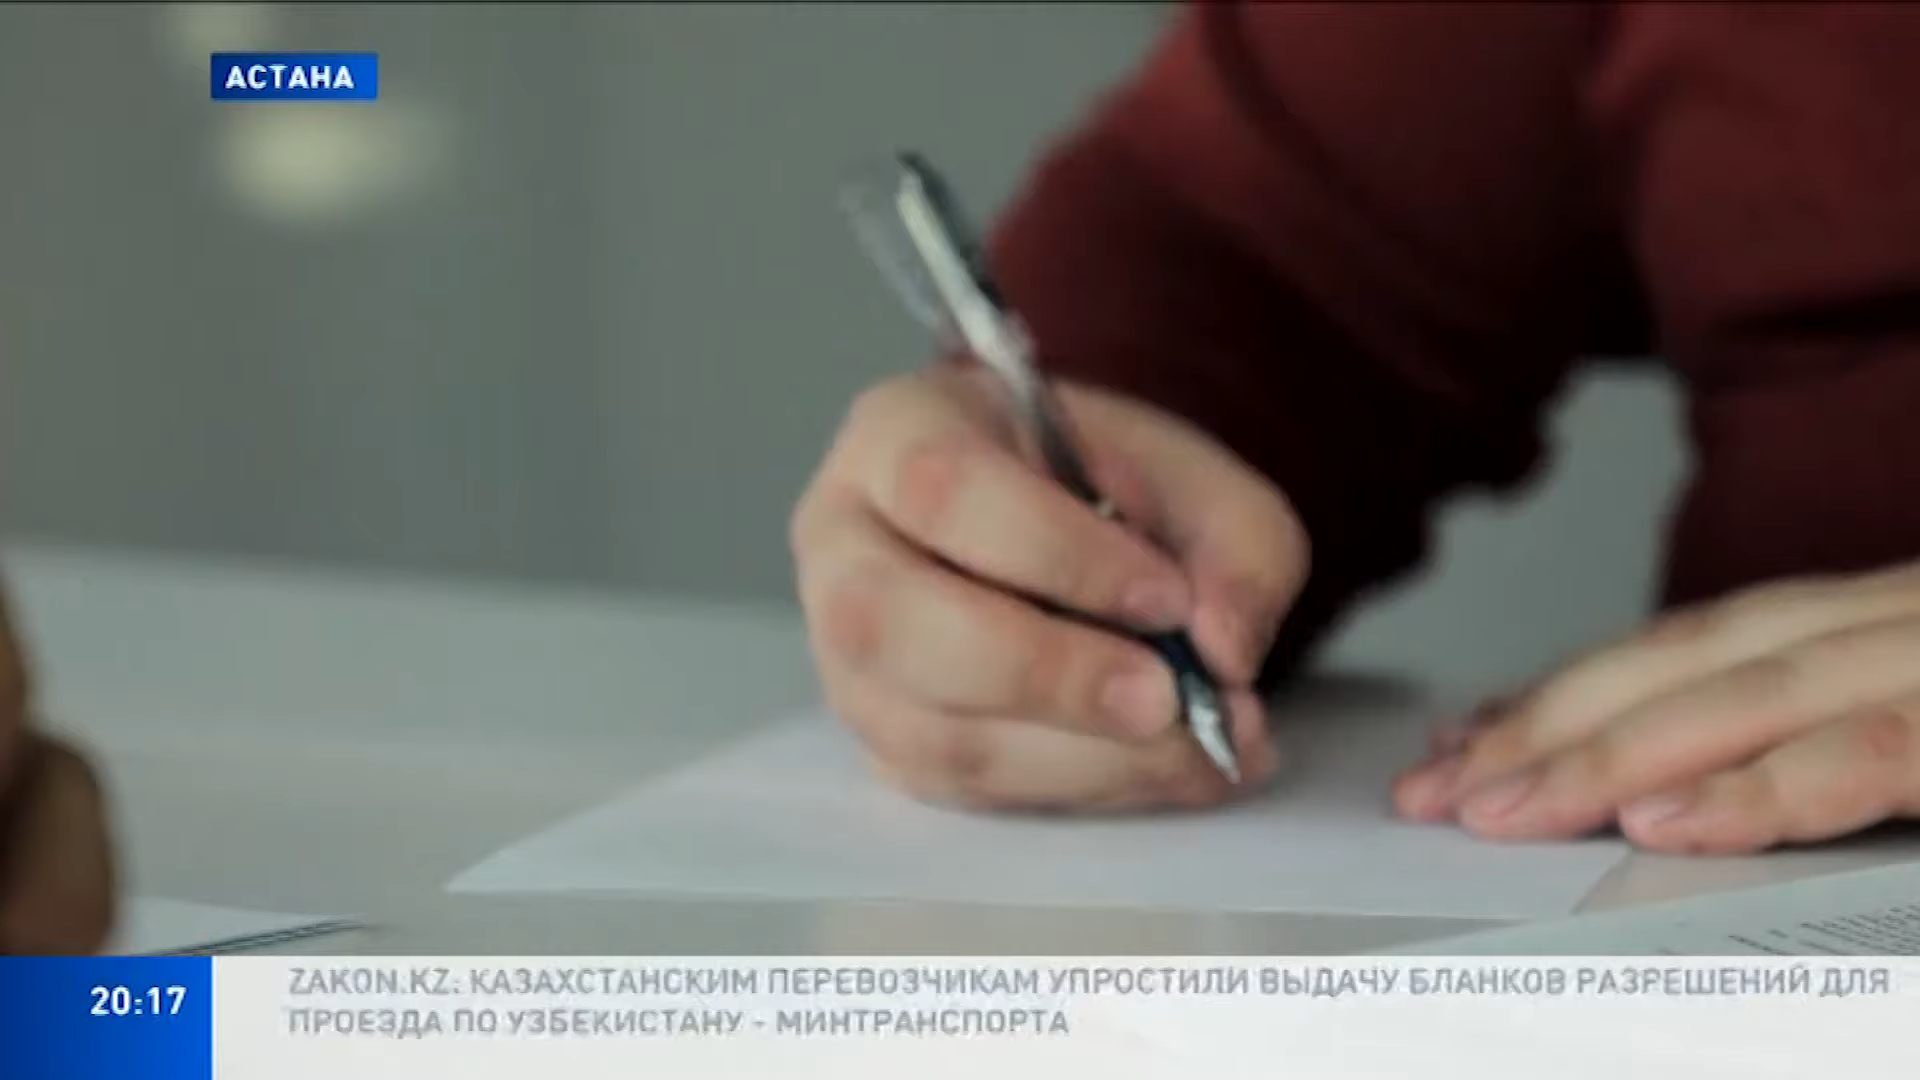 АСТАНА
20:17
ZAKON.KZ: КАЗАХСТАНСКИМ ПЕРЕВОЗЧИКАМ УПРОСТИЛИ ВЫДАЧУ БЛАНКОВ РАЗРЕШЕНИЙ ДЛЯ
ПРОЕЗДА ПО УЗБЕКИСТАНУ - МИНТРАНСПОРТА